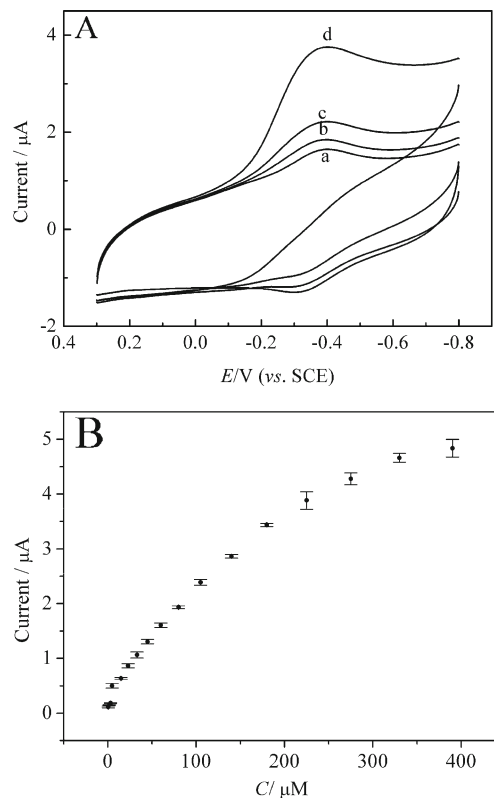 A
d
c
b
a
4
2
0
-2
Current / μA
0.4 0.2 0.0 -0.2 -0.4 -0.6 -0.8
E/V (vs. SCE)
B
5
4
3
2
1
0
Current / μA
0 100 200 300 400
C/ μM